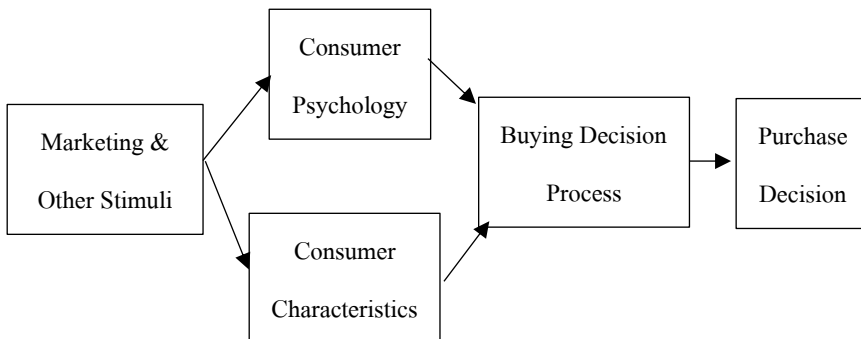 Consumer
Psychology
Marketing &
Other Stimuli
Buying Decision
Process
Purchase
Decision
Consumer
Characteristics